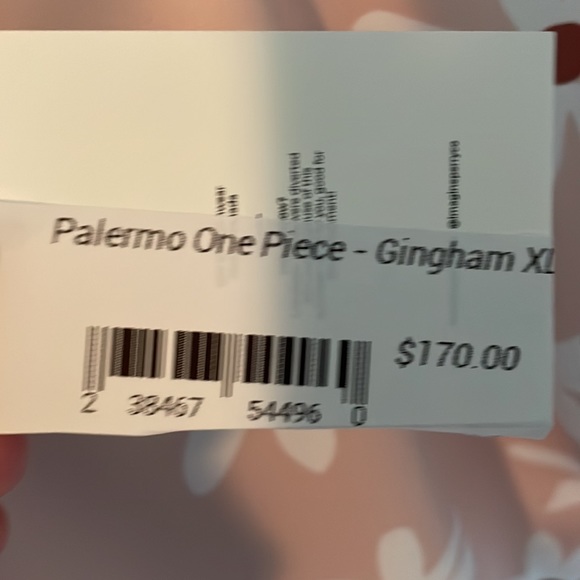 Palermo One Piece - Gingham XL
$170.00
2 38467 54496 0